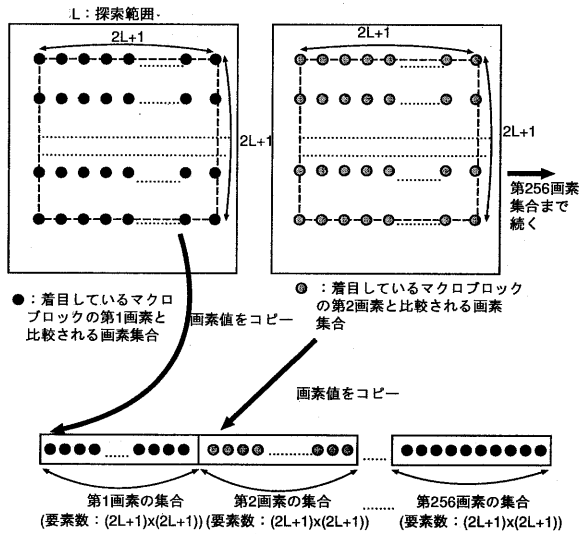 L：探索範囲
2L+1
2L+1
2L+1
2L+1
第256画素
集合まで
続く
●：着目しているマクロ
ブロックの第1画素と
比較される画素集合
：着目しているマクロブロック
の第2画素と比較される画素
集合
画素値をコピー
画素値をコピー
第1画素の集合
(要素数：(2L+1)x(2L+1))
第2画素の集合
(要素数：(2L+1)x(2L+1))
第256画素の集合
(要素数：(2L+1)x(2L+1))